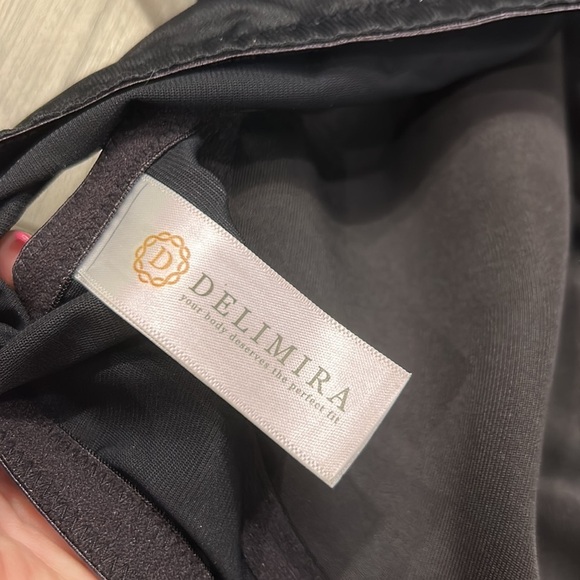 D
DELIMIRA
your body deserves the perfect fit